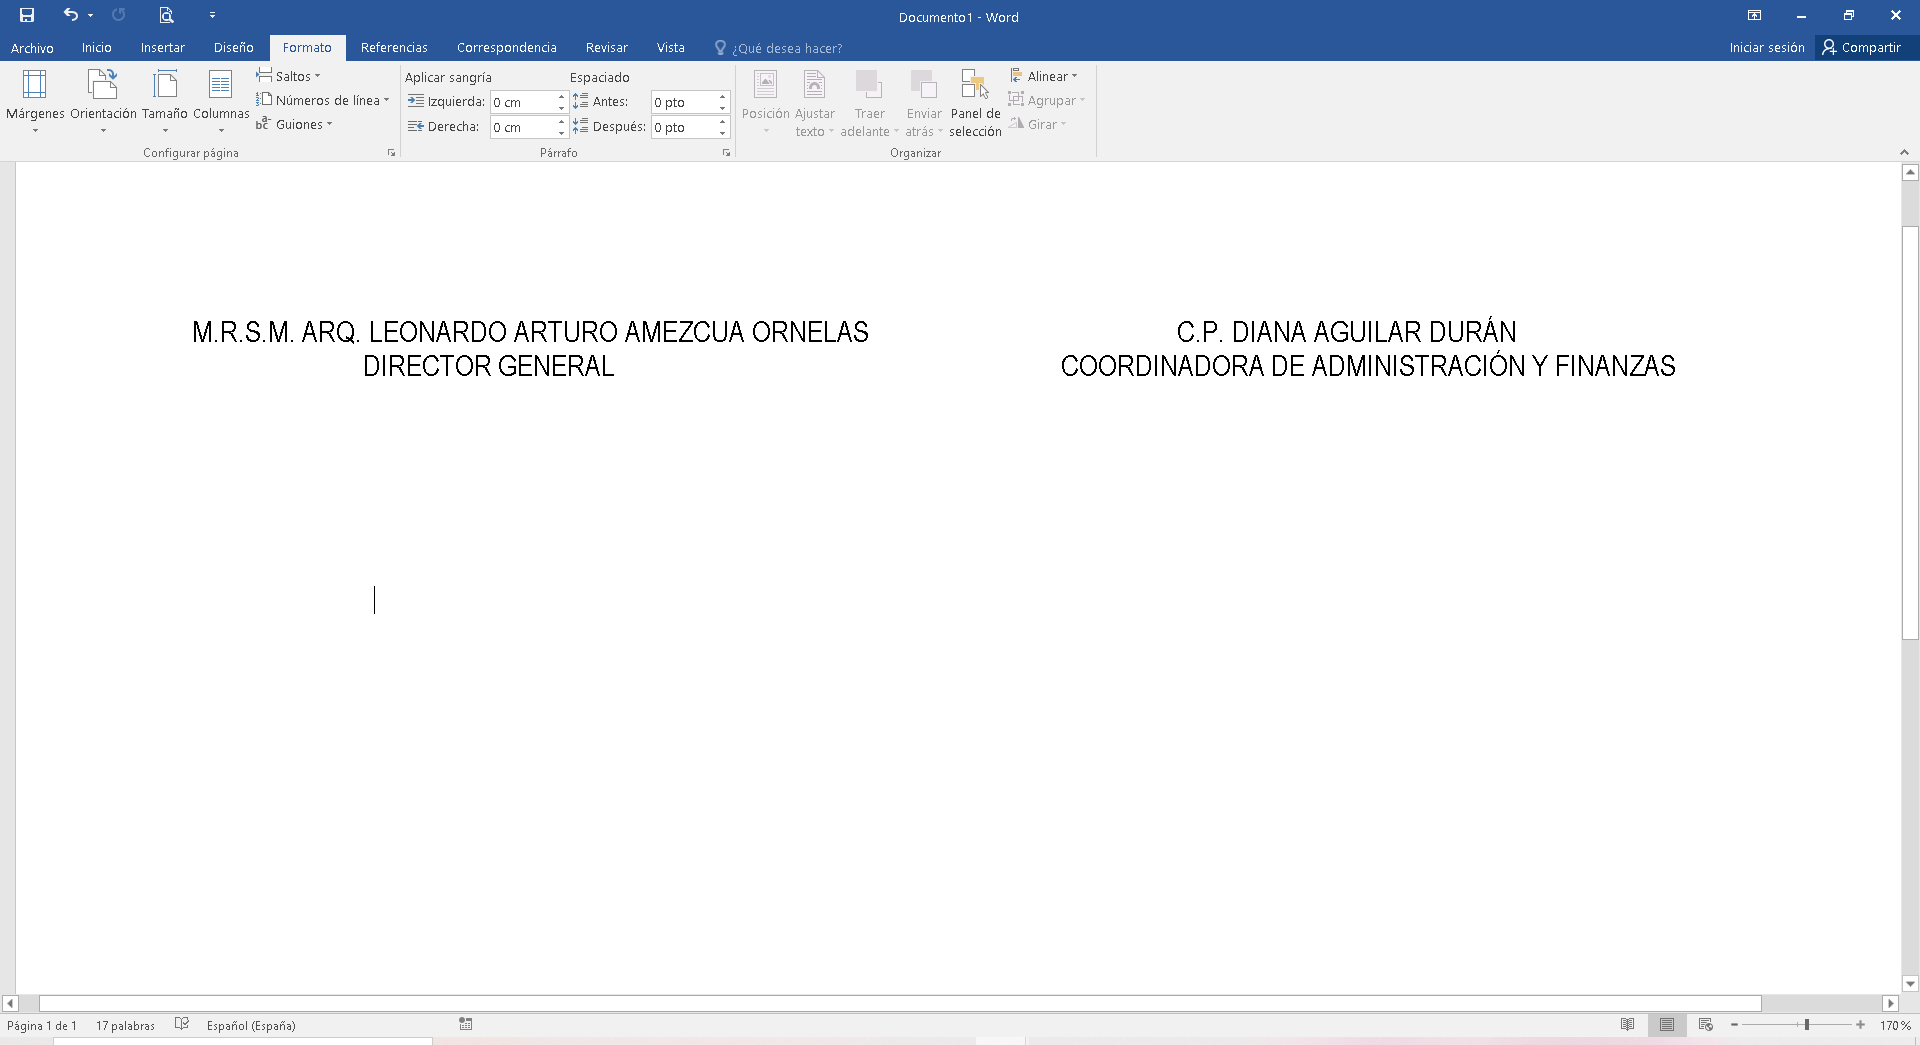 Documento1 - Word
Archivo Inicio Insertar Diseño Formato Referencias Correspondencia Revisar Vista ¿Qué desea hacer? Iniciar sesión Compartir
Márgenes Orientación Tamaño Columnas
Saltos
Números de línea
Guiones
Configurar página
Aplicar sangría Espaciado
Izquierda: 0 cm Antes: 0 pto
Derecha: 0 cm Después: 0 pto
Párrafo
Posición Ajustar texto Traer adelante Enviar atrás Panel de selección
Alinear
Agrupar
Girar
Organizar
M.R.S.M. ARQ. LEONARDO ARTURO AMEZCUA ORNELAS C.P. DIANA AGUILAR DURÁN
DIRECTOR GENERAL COORDINADORA DE ADMINISTRACIÓN Y FINANZAS
Página 1 de 1 17 palabras Español (España) 170 %